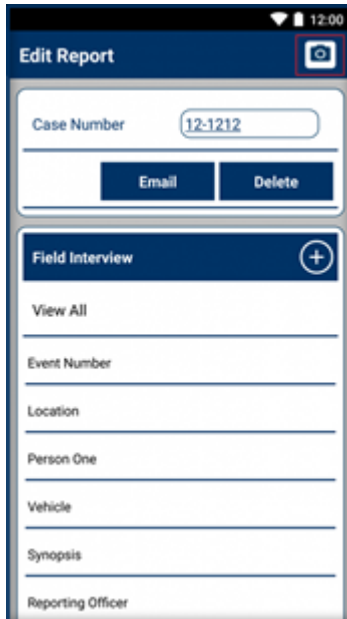 12:00
Edit Report
Case Number 12-1212
Email Delete
Field Interview
View All
Event Number
Location
Person One
Vehicle
Synopsis
Reporting Officer